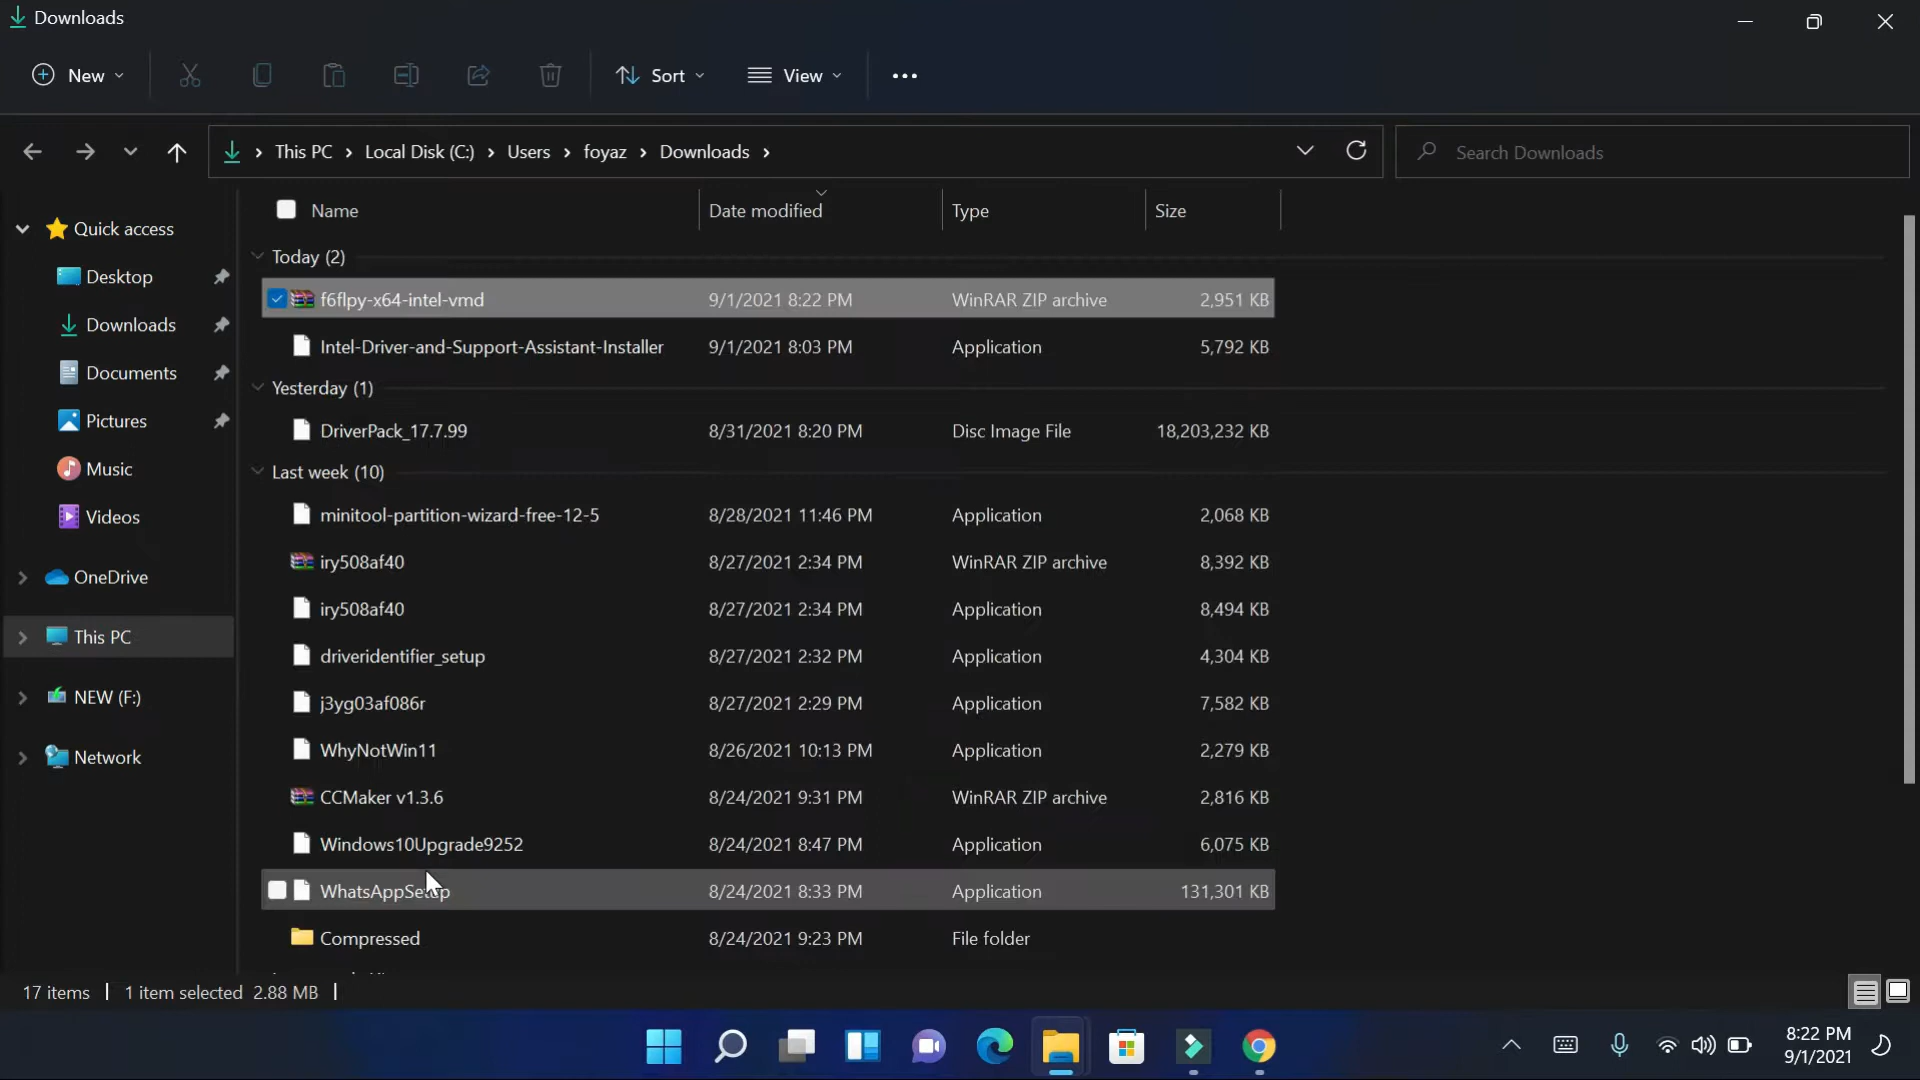 Downloads
New
Sort
View
This PC
Local Disk (C:)
Users
foyaz
Downloads
Search Downloads
Quick access
Desktop
Downloads
Documents
Pictures
Music
Videos
OneDrive
This PC
NEW (F:)
Network
Name Date modified Type Size
Today (2)
f6flpy-x64-intel-vmd 9/1/2021 8:22 PM WinRAR ZIP archive 2,951 KB
Intel-Driver-and-Support-Assistant-Installer 9/1/2021 8:03 PM Application 5,792 KB
Yesterday (1)
DriverPack_17.7.99 8/31/2021 8:20 PM Disc Image File 18,203,232 KB
Last week (10)
minitool-partition-wizard-free-12-5 8/28/2021 11:46 PM Application 2,068 KB
iry508af40 8/27/2021 2:34 PM WinRAR ZIP archive 8,392 KB
iry508af40 8/27/2021 2:34 PM Application 8,494 KB
driveridentifier_setup 8/27/2021 2:32 PM Application 4,304 KB
j3yg03af086r 8/27/2021 2:29 PM Application 7,582 KB
WhyNotWin11 8/26/2021 10:13 PM Application 2,279 KB
CCMaker v1.3.6 8/24/2021 9:31 PM WinRAR ZIP archive 2,816 KB
Windows10Upgrade9252 8/24/2021 8:47 PM Application 6,075 KB
WhatsAppSetup 8/24/2021 8:33 PM Application 131,301 KB
Compressed 8/24/2021 9:23 PM File folder
17 items 1 item selected 2.88 MB
8:22 PM
9/1/2021